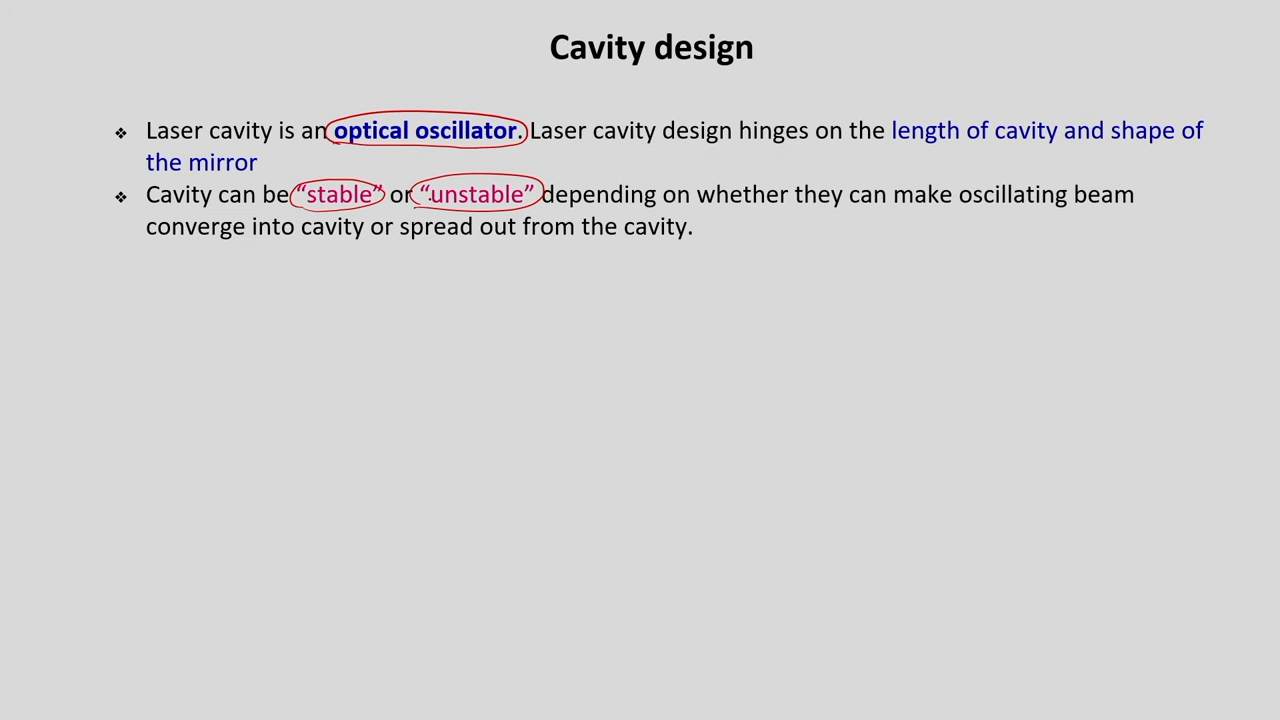 Cavity design
❖ Laser cavity is an optical oscillator. Laser cavity design hinges on the length of cavity and shape of
the mirror
❖ Cavity can be “stable” or “unstable” depending on whether they can make oscillating beam
converge into cavity or spread out from the cavity.